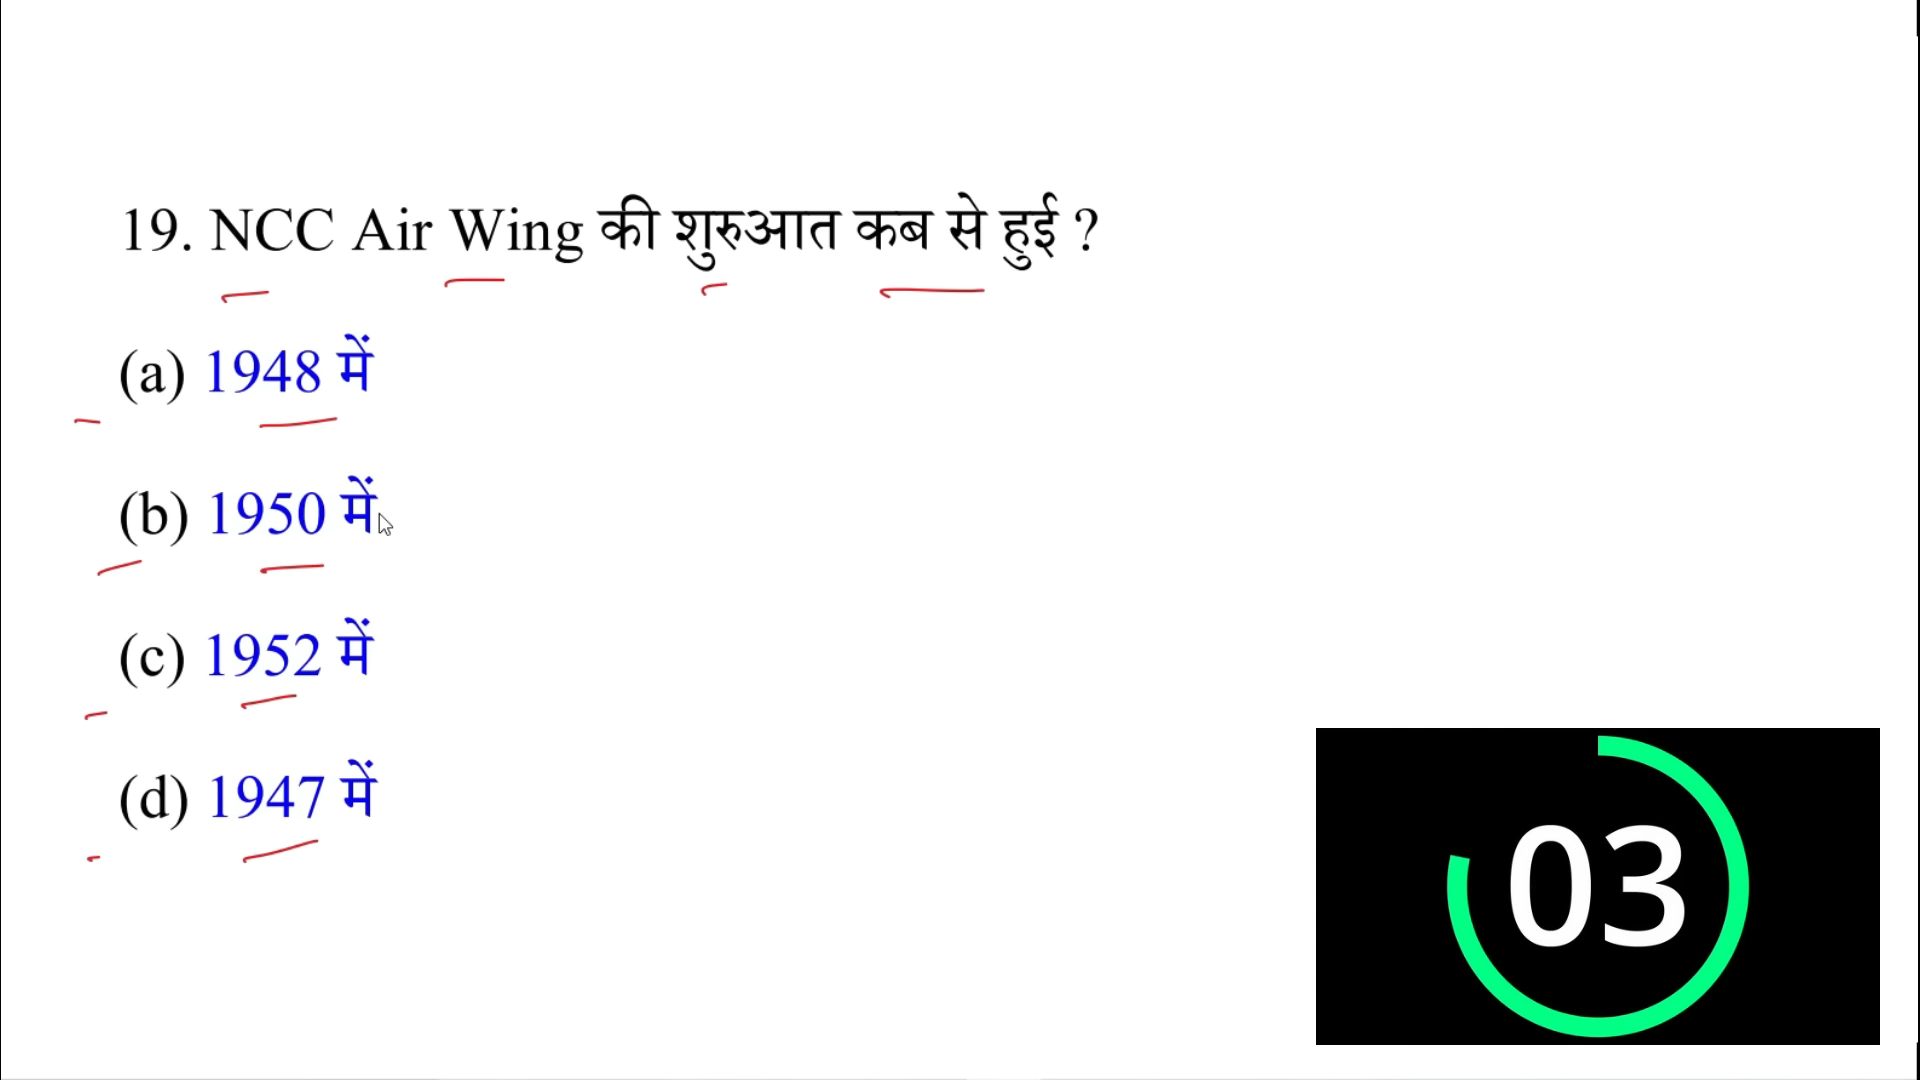 19. NCC Air Wing की शुरुआत कब से हुई ?
(a) 1948 में
(b) 1950 में
(c) 1952 में
(d) 1947 में
03